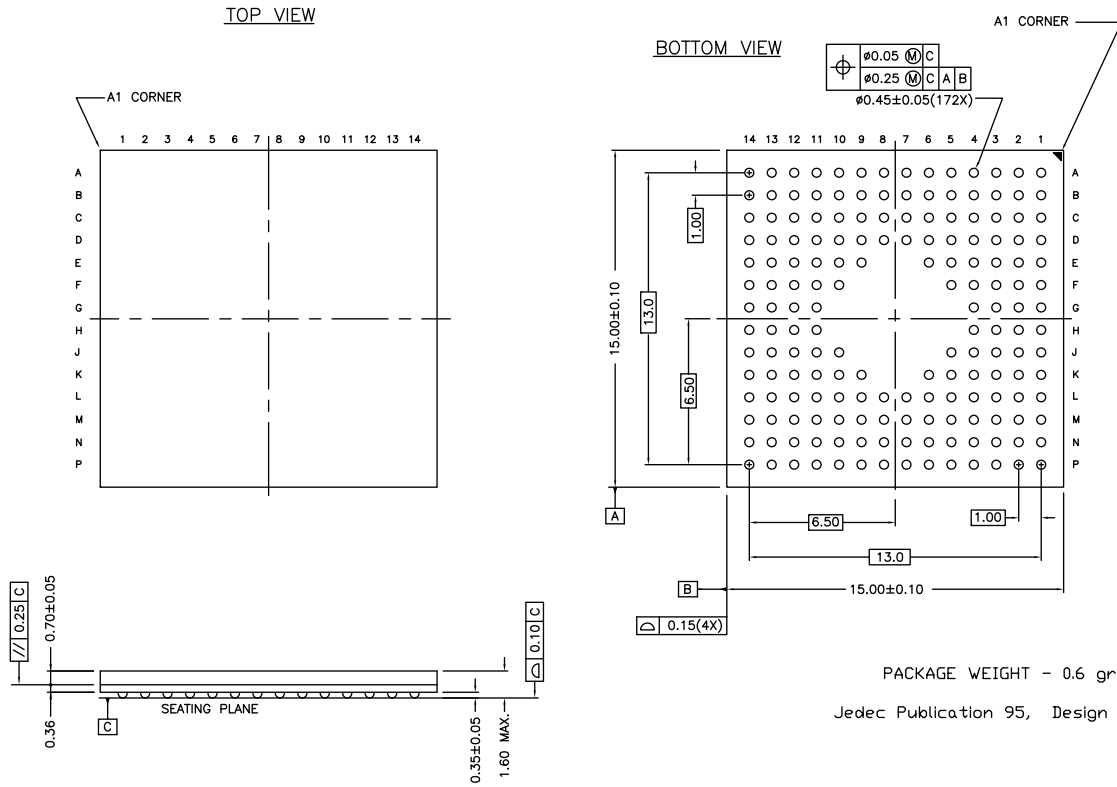 TOP VIEW
A1 CORNER
1 2 3 4 5 6 7 8 9 10 11 12 13 14
A
B
C
D
E
F
G
H
J
K
L
M
N
P
BOTTOM VIEW
A1 CORNER
ø0.05 Ⓜ C
ø0.25 Ⓜ C A B
ø0.45±0.05(172X)
14 13 12 11 10 9 8 7 6 5 4 3 2 1
A
B
C
D
E
F
G
H
J
K
L
M
N
P
1.00
15.00±0.10
13.0
6.50
A
6.50
1.00
13.0
B
15.00±0.10
0.15(4X)
// 0.25 C
0.70±0.05
0.36
C
SEATING PLANE
0.10 C
0.35±0.05
1.60 MAX.
PACKAGE WEIGHT - 0.6 gr
Jedec Publication 95, Design